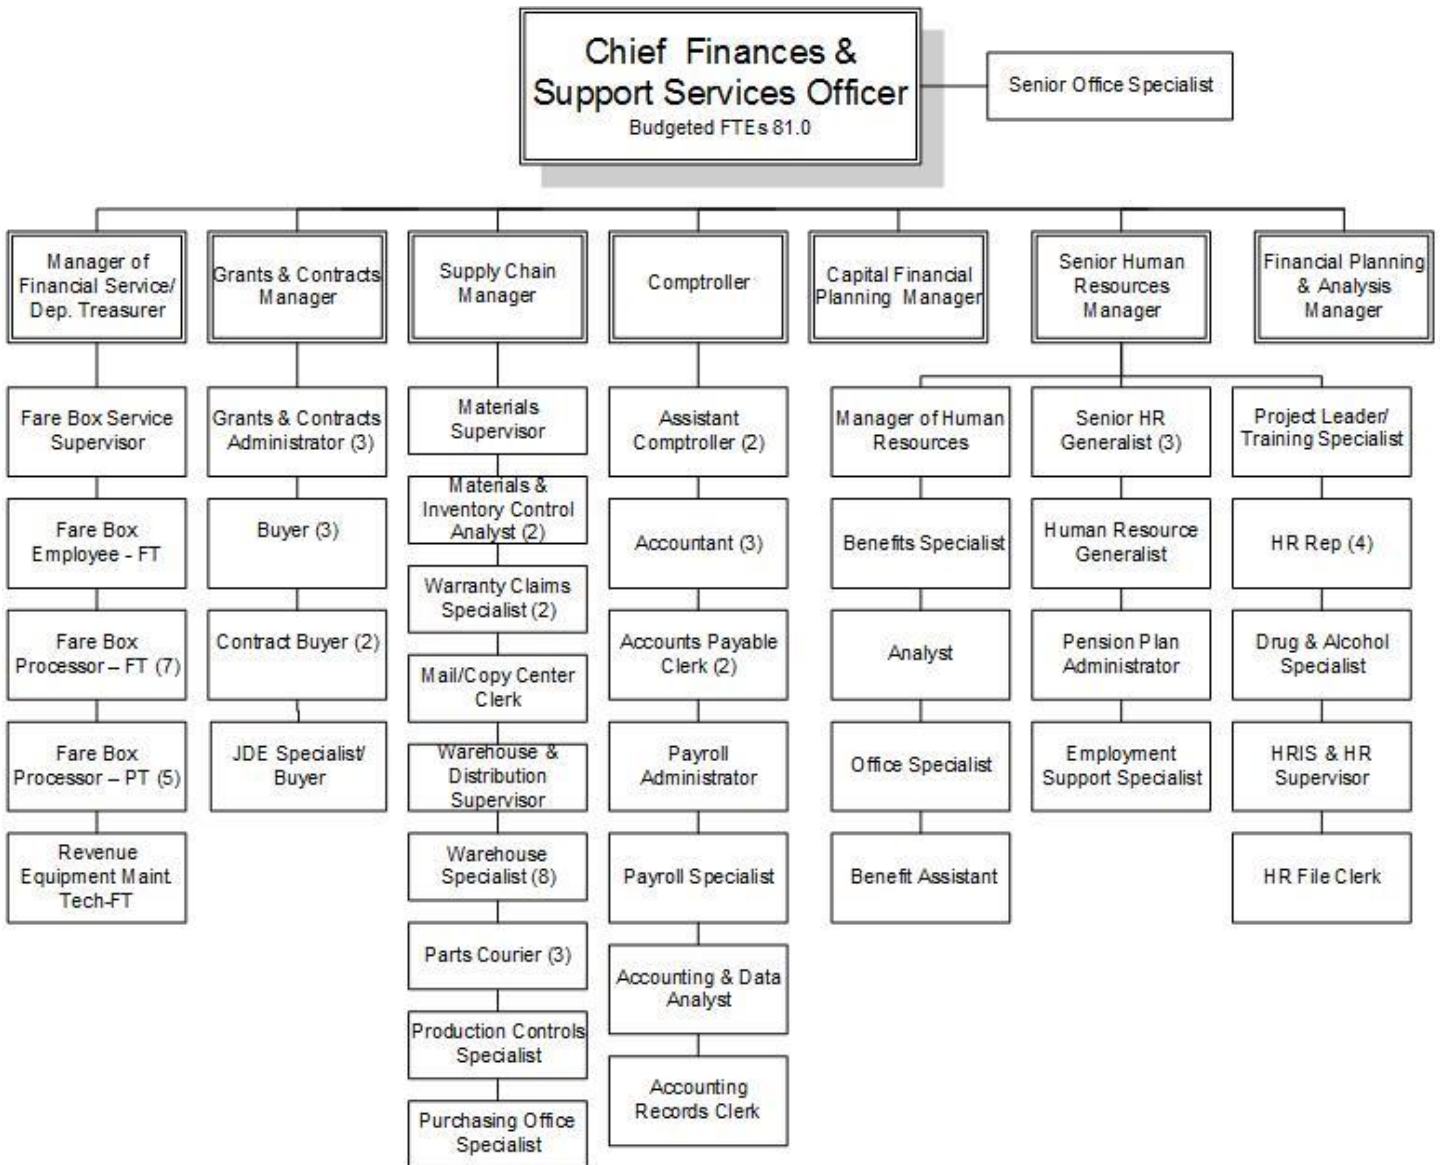 Chief Finances &
Support Services Officer
Budgeted FTEs 81.0
Senior Office Specialist
Manager of
Financial Service/
Dep. Treasurer
Grants & Contracts
Manager
Supply Chain
Manager
Comptroller
Capital Financial
Planning Manager
Senior Human
Resources
Manager
Financial Planning
& Analysis
Manager
Fare Box Service
Supervisor
Fare Box
Employee - FT
Fare Box
Processor – FT (7)
Fare Box
Processor – PT (5)
Revenue
Equipment Maint.
Tech-FT
Grants & Contracts
Administrator (3)
Buyer (3)
Contract Buyer (2)
JDE Specialist/
Buyer
Materials
Supervisor
Materials &
Inventory Control
Analyst (2)
Warranty Claims
Specialist (2)
Mail/Copy Center
Clerk
Warehouse &
Distribution
Supervisor
Warehouse
Specialist (8)
Parts Courier (3)
Production Controls
Specialist
Purchasing Office
Specialist
Assistant
Comptroller (2)
Accountant (3)
Accounts Payable
Clerk (2)
Payroll
Administrator
Payroll Specialist
Accounting & Data
Analyst
Accounting
Records Clerk
Manager of Human
Resources
Benefits Specialist
Analyst
Office Specialist
Benefit Assistant
Senior HR
Generalist (3)
Human Resource
Generalist
Pension Plan
Administrator
Employment
Support Specialist
Project Leader/
Training Specialist
HR Rep (4)
Drug & Alcohol
Specialist
HRIS & HR
Supervisor
HR File Clerk